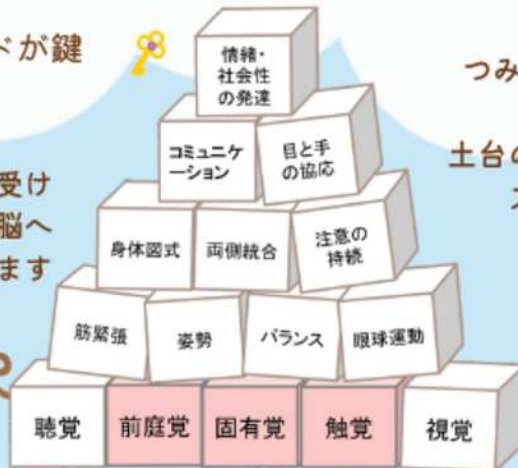 ドが鍵
つみ
情緒・
社会性
の発達
コミュニケ
ーション
目と手
の協応
土台の
受け
脳へ
ます
身体図式
両側統合
注意の
持続
筋緊張
姿勢
バランス
眼球運動
聴覚
前庭覚
固有覚
触覚
視覚